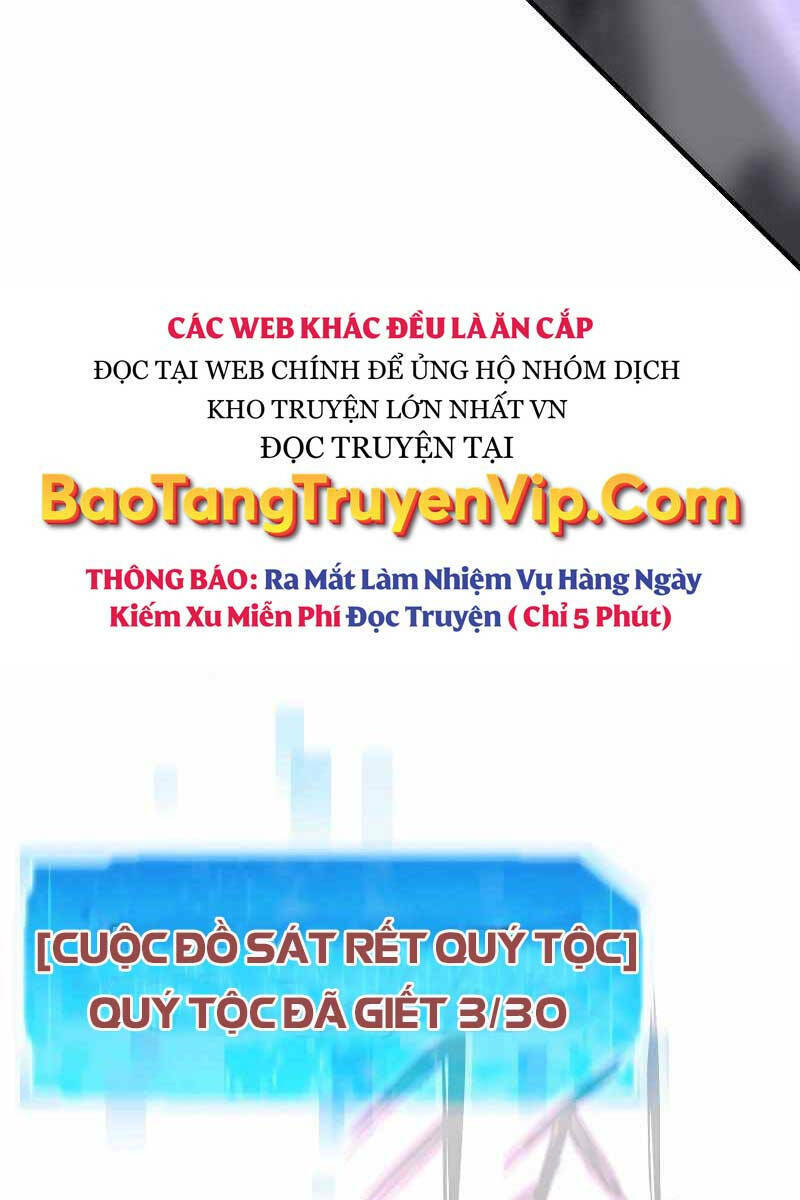 CÁC WEB KHÁC ĐỀU LÀ ĂN CẮP
ĐỌC TẠI WEB CHÍNH ĐỂ ỦNG HỘ NHÓM DỊCH
KHO TRUYỆN LỚN NHẤT VN
ĐỌC TRUYỆN TẠI
BaoTangTruyenVip.Com
THÔNG BÁO: Ra Mắt Làm Nhiệm Vụ Hàng Ngày
Kiếm Xu Miễn Phí Đọc Truyện ( Chỉ 5 Phút)
[CUỘC ĐỒ SÁT RẾT QUÝ TỘC]
QUÝ TỘC ĐÃ GIẾT 3/30